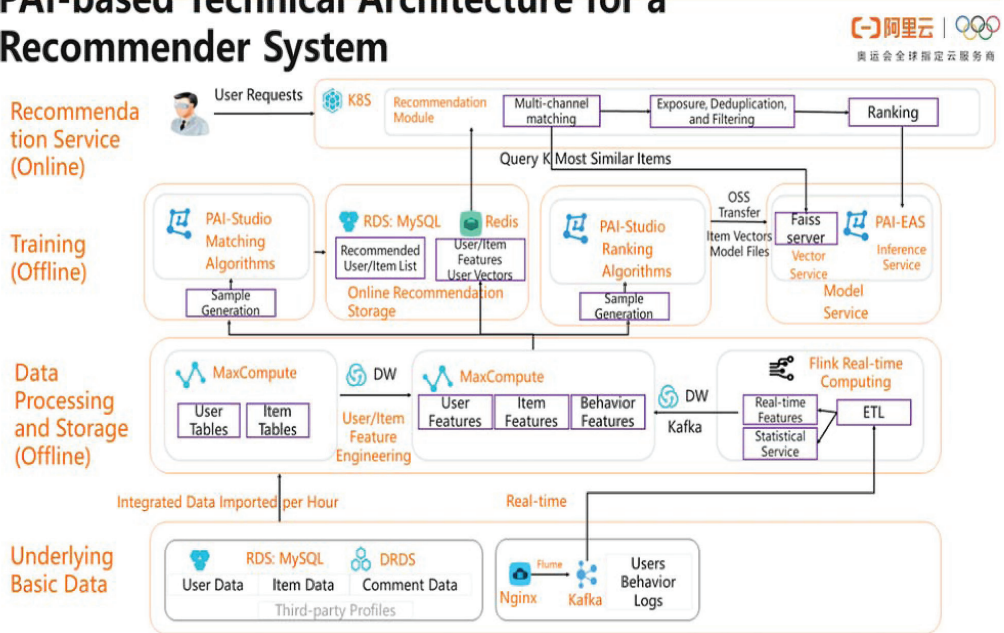 PAI-based Technical Architecture for a
Recommender System
阿里云
奥运会全球指定云服务商
Recommenda
tion Service
(Online)
User Requests
K8S
Recommendation
Module
Multi-channel
matching
Exposure, Deduplication,
and Filtering
Ranking
Query K Most Similar Items
Training
(Offline)
PAI-Studio
Matching
Algorithms
Sample
Generation
RDS: MySQL
Redis
Recommended
User/Item List
User/Item
Features
User Vectors
Online Recommendation
Storage
PAI-Studio
Ranking
Algorithms
Sample
Generation
OSS
Transfer
Item Vectors
Model Files
Faiss
server
Vector
Service
PAI-EAS
Inference
Service
Model
Service
Data
Processing
and Storage
(Offline)
MaxCompute
User
Tables
Item
Tables
DW
User/Item
Feature
Engineering
MaxCompute
User
Features
Item
Features
Behavior
Features
DW
Kafka
Flink Real-time
Computing
Real-time
Features
Statistical
Service
ETL
Integrated Data Imported per Hour
Real-time
Underlying
Basic Data
RDS: MySQL
DRDS
User Data
Item Data
Comment Data
Third-party Profiles
Nginx
Flume
Kafka
Users
Behavior
Logs